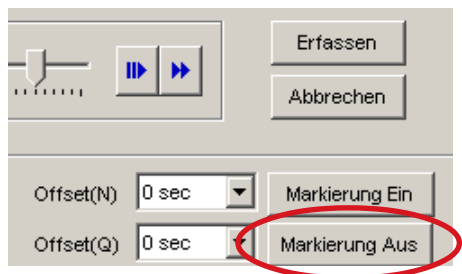 Erfassen
Abbrechen
Offset(N) 0 sec Markierung Ein
Offset(Q) 0 sec Markierung Aus